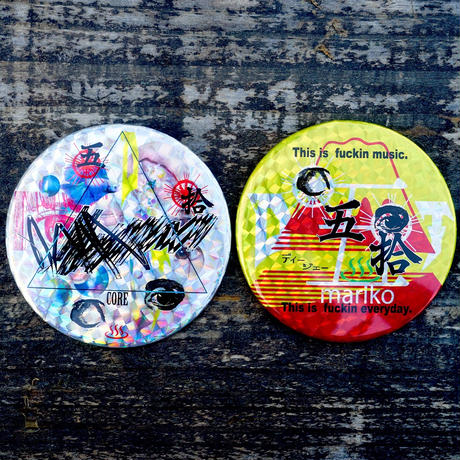 五
拾
CORE
This is fuckin music.
五
拾
ディー
ジェー
mariko
This is fuckin everyday.